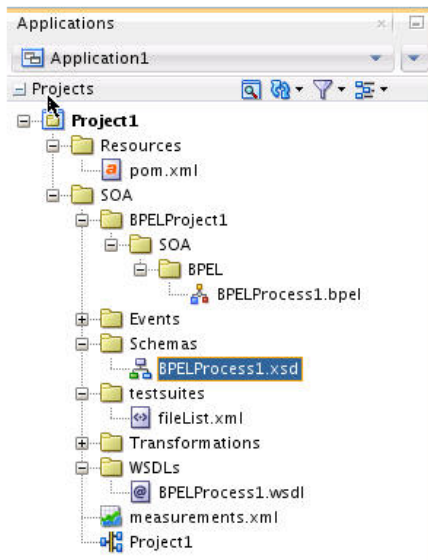 Applications
Application1
Projects
Project1
Resources
pom.xml
SOA
BPELProject1
SOA
BPEL
BPELProcess1.bpel
Events
Schemas
BPELProcess1.xsd
testsuites
fileList.xml
Transformations
WSDLs
BPELProcess1.wsdl
measurements.xml
Project1